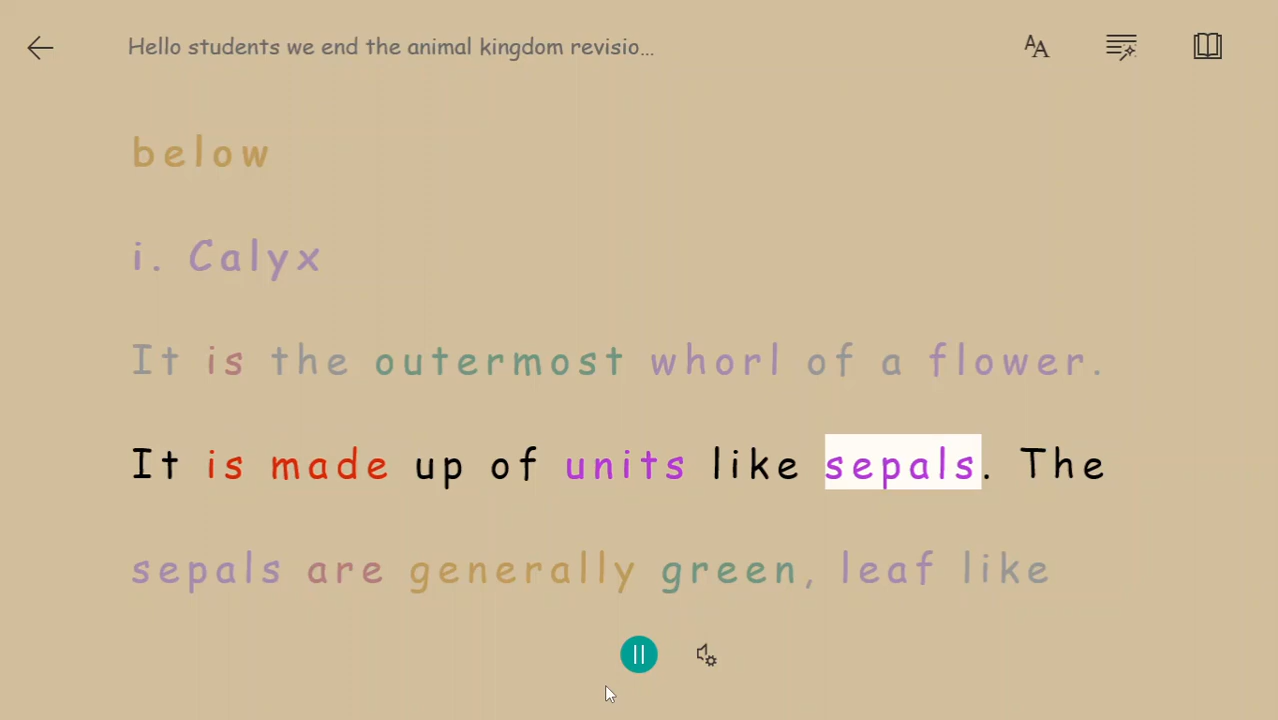 Hello students we end the animal kingdom revisio...
below
i. Calyx
It is the outermost whorl of a flower.
It is made up of units like sepals. The
sepals are generally green, leaf like